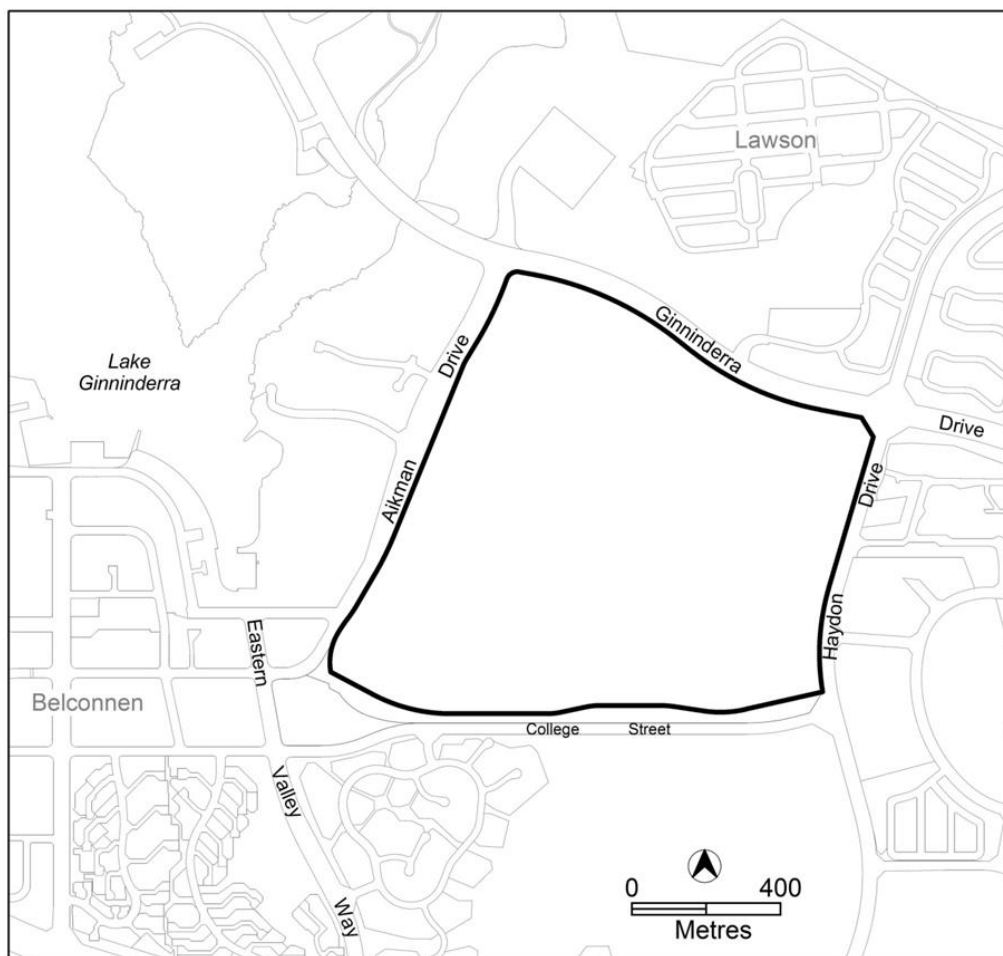 Lawson
Ginninderra
Lake
Ginninderra
Drive
Drive
Drive
Aikman
Haydon
Eastern
Belconnen
College Street
Valley
Way
0 400
Metres